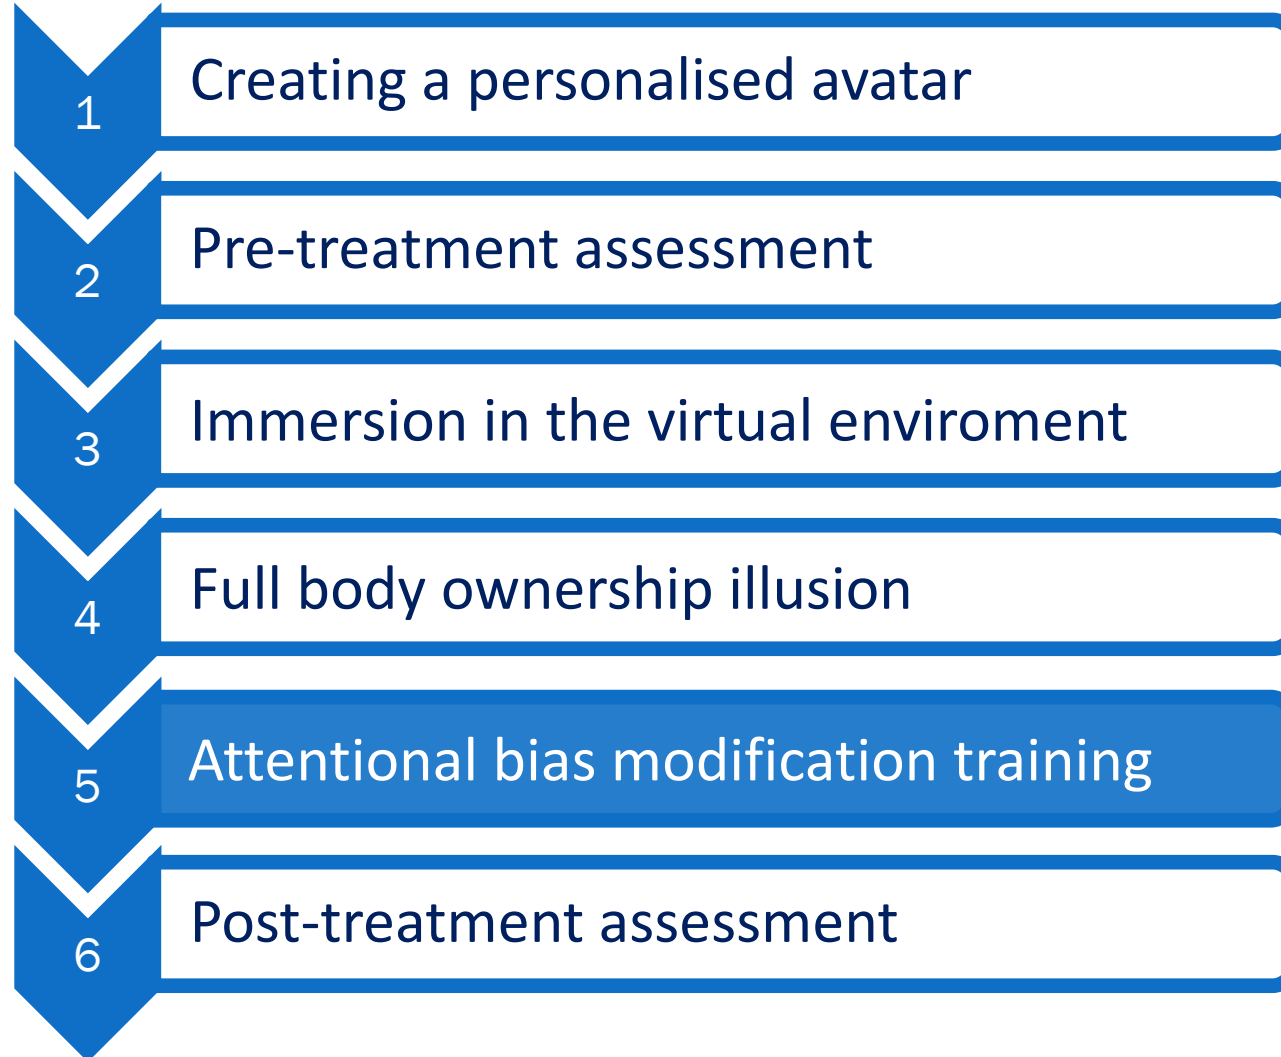 1
Creating a personalised avatar
2
Pre-treatment assessment
3
Immersion in the virtual enviroment
4
Full body ownership illusion
5
Attentional bias modification training
6
Post-treatment assessment